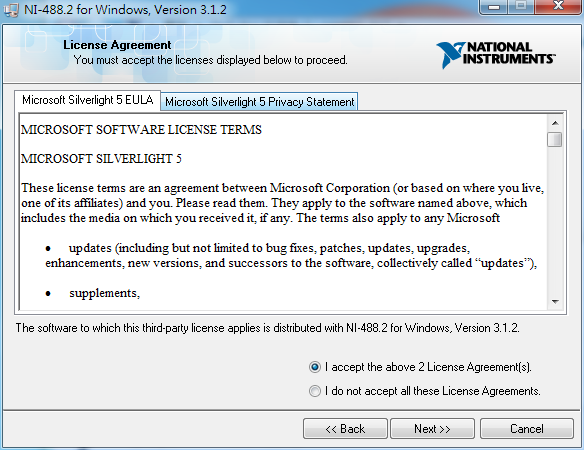 NI-488.2 for Windows, Version 3.1.2
License Agreement
You must accept the licenses displayed below to proceed.
NATIONAL
INSTRUMENTS™
Microsoft Silverlight 5 EULA
Microsoft Silverlight 5 Privacy Statement
MICROSOFT SOFTWARE LICENSE TERMS
MICROSOFT SILVERLIGHT 5
These license terms are an agreement between Microsoft Corporation (or based on where you live,
one of its affiliates) and you. Please read them. They apply to the software named above, which
includes the media on which you received it, if any. The terms also apply to any Microsoft
• updates (including but not limited to bug fixes, patches, updates, upgrades,
enhancements, new versions, and successors to the software, collectively called “updates”),
• supplements,
The software to which this third-party license applies is distributed with NI-488.2 for Windows, Version 3.1.2.
I accept the above 2 License Agreement(s).
I do not accept all these License Agreements.
<< Back
Next >>
Cancel